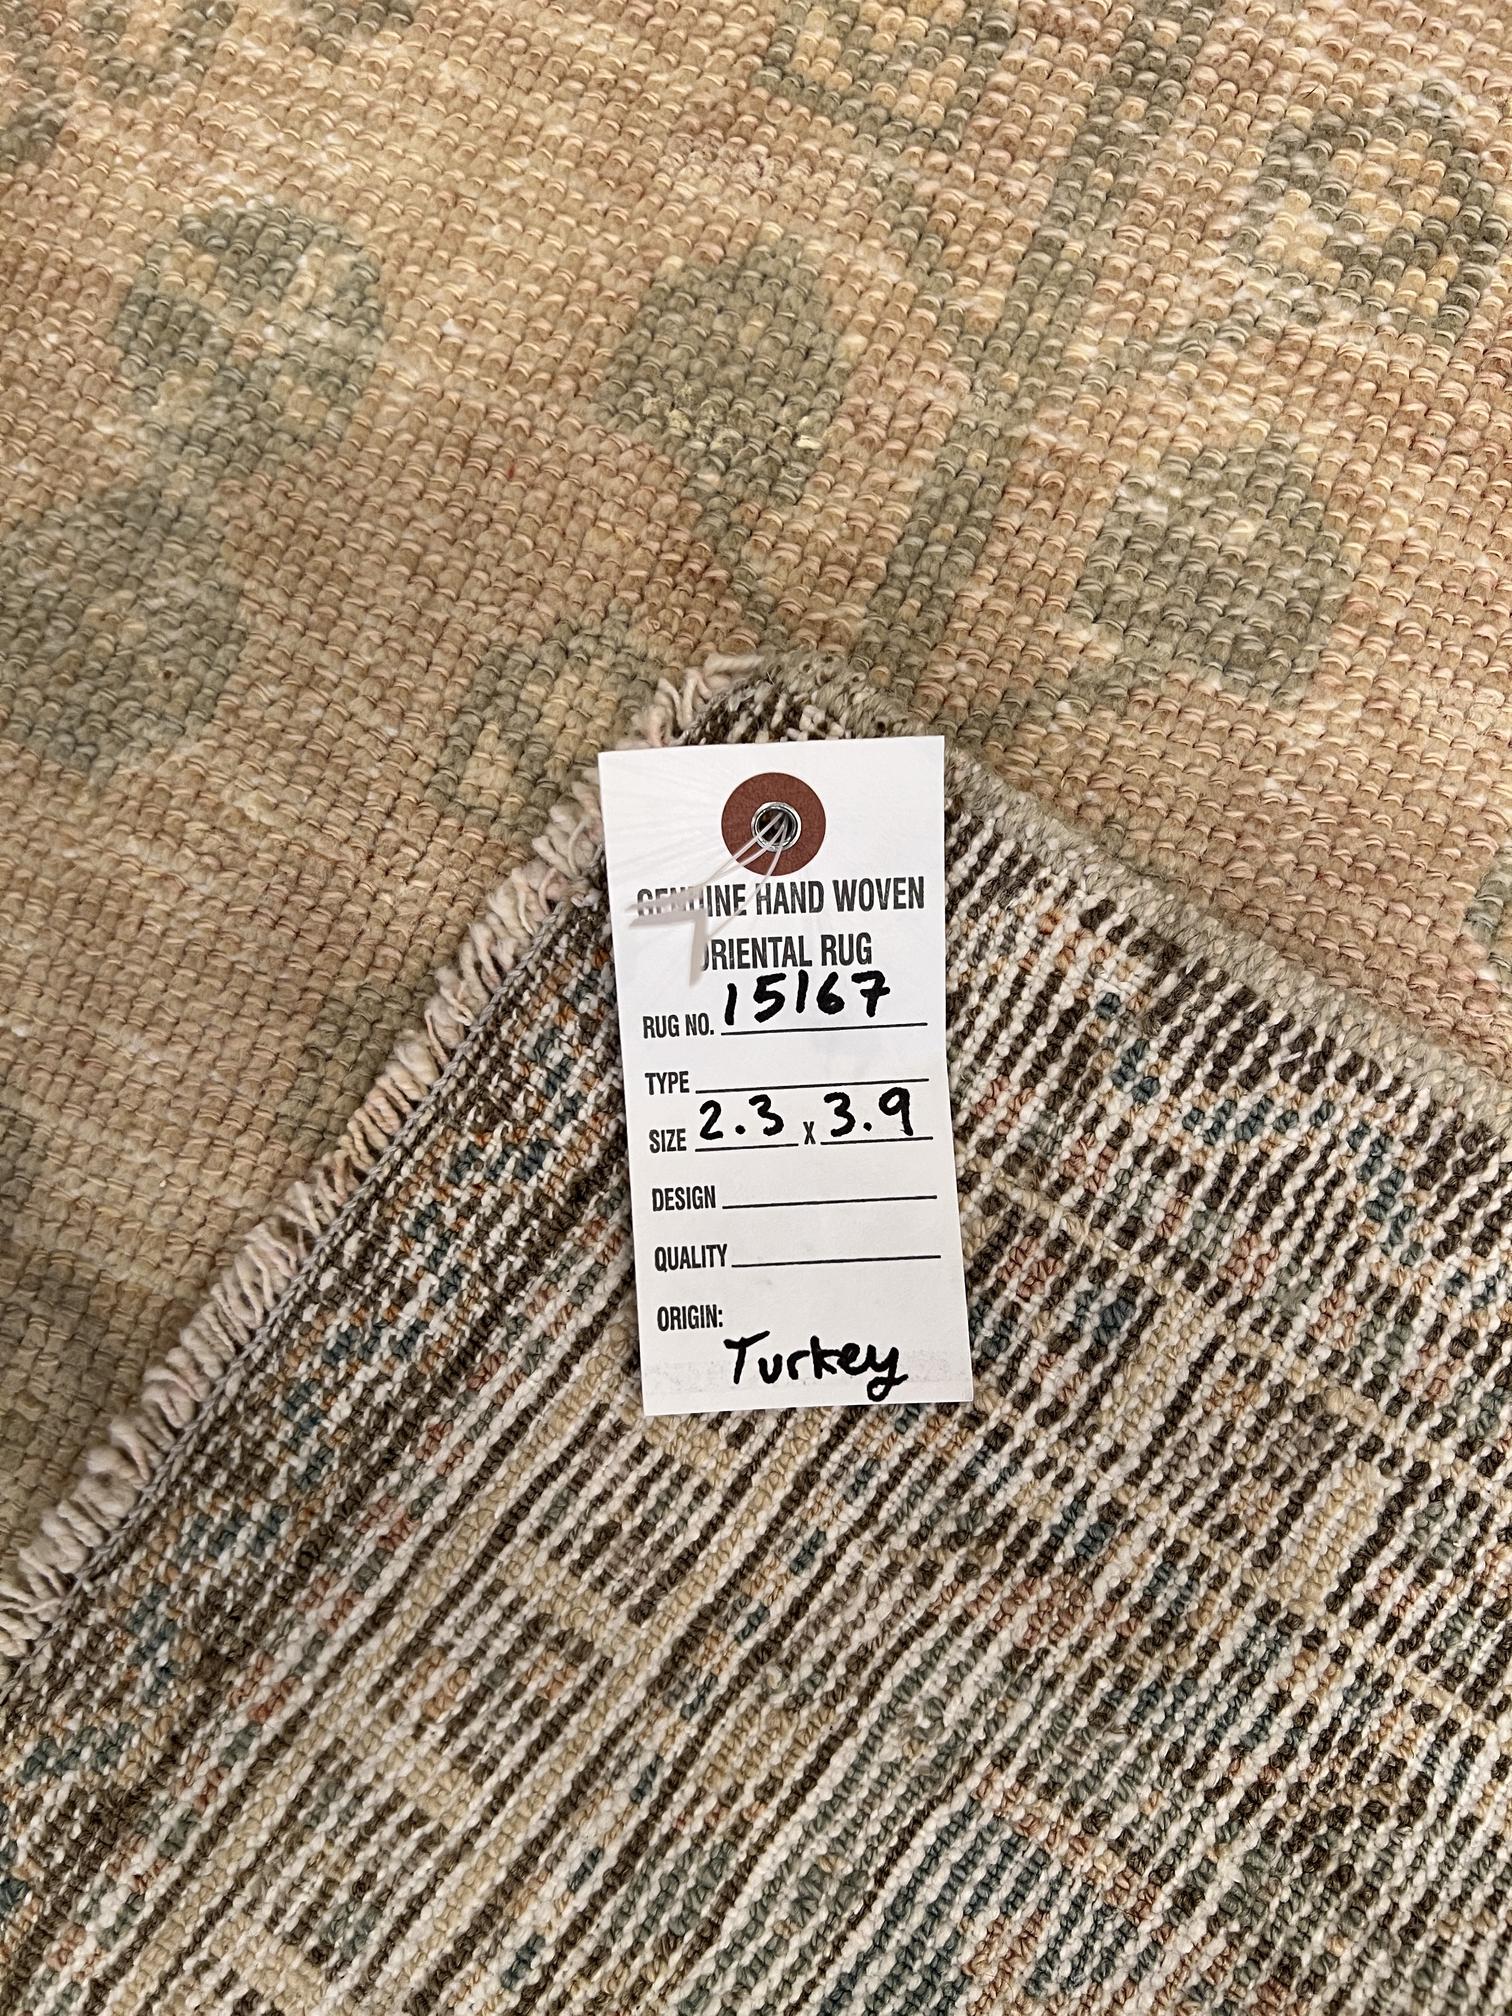 GENUINE HAND WOVEN
ORIENTAL RUG
RUG NO. 15167
TYPE
SIZE 2.3 x 3.9
DESIGN
QUALITY
ORIGIN:
Turkey